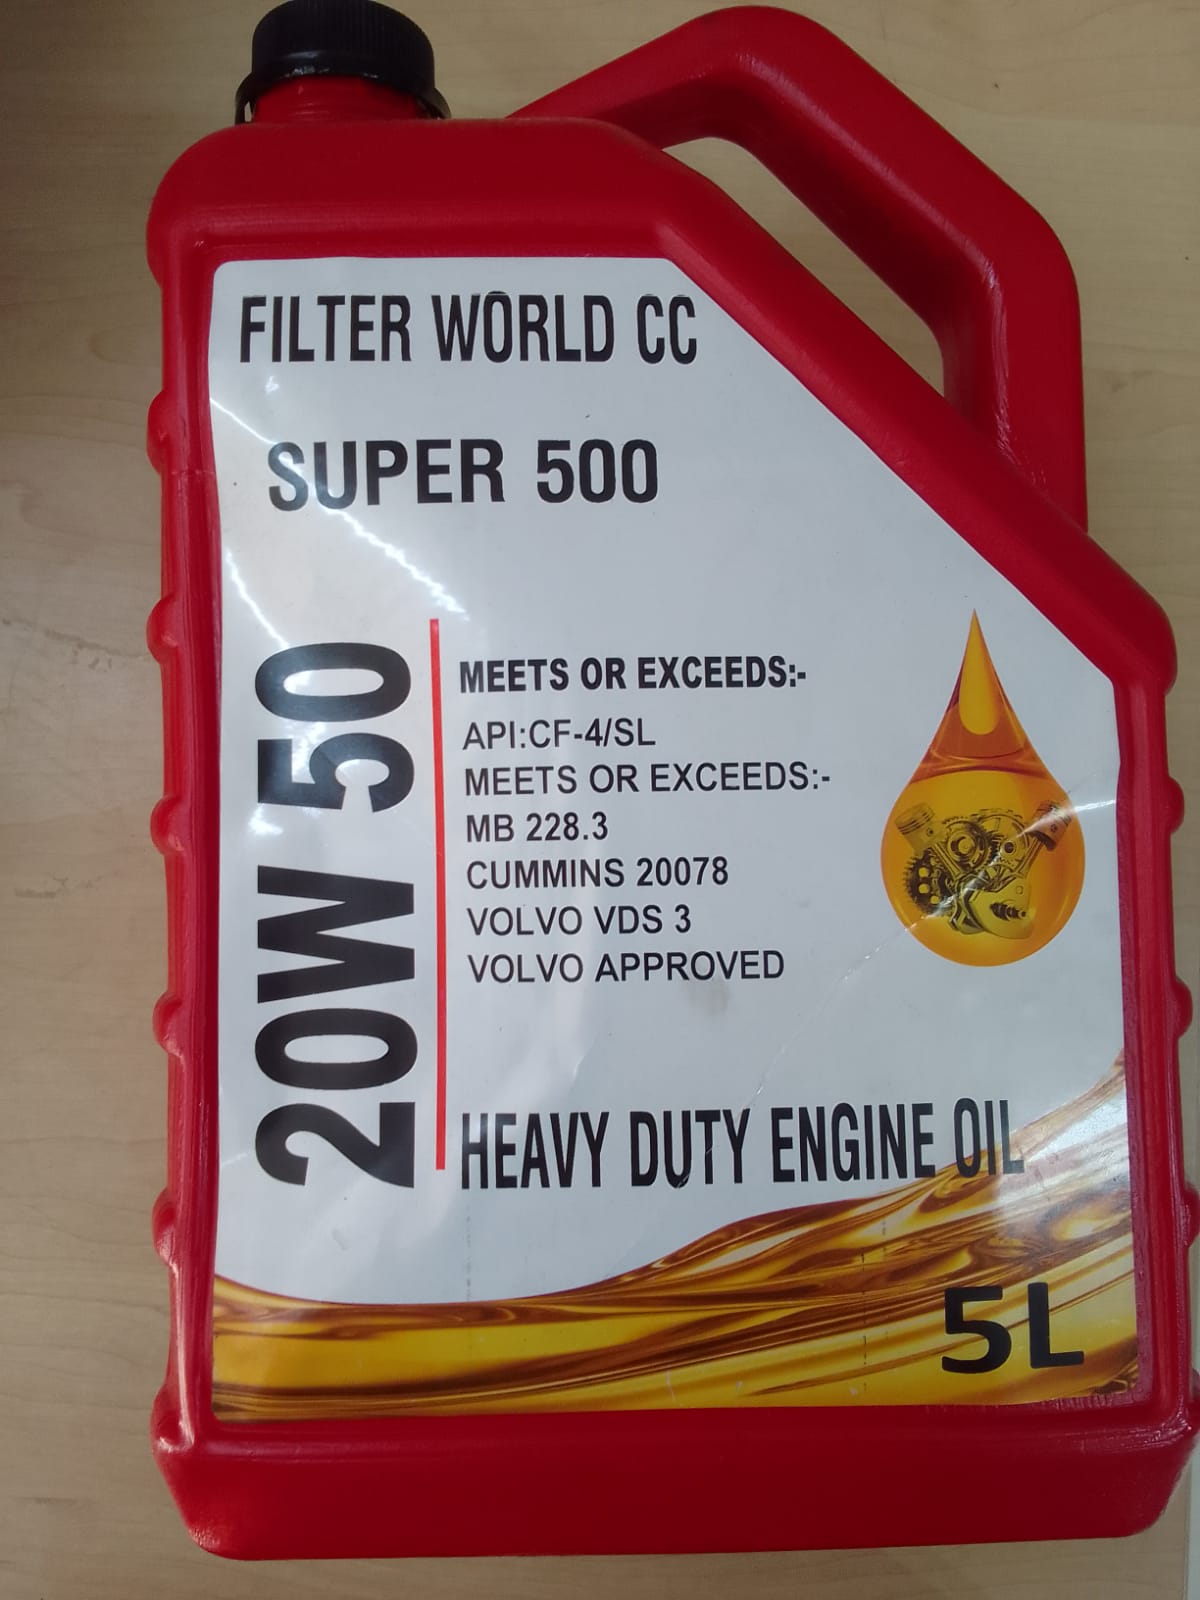 FILTER WORLD CC
SUPER 500
20W 50
MEETS OR EXCEEDS:-
API:CF-4/SL
MEETS OR EXCEEDS:-
MB 228.3
CUMMINS 20078
VOLVO VDS 3
VOLVO APPROVED
HEAVY DUTY ENGINE OIL
5L